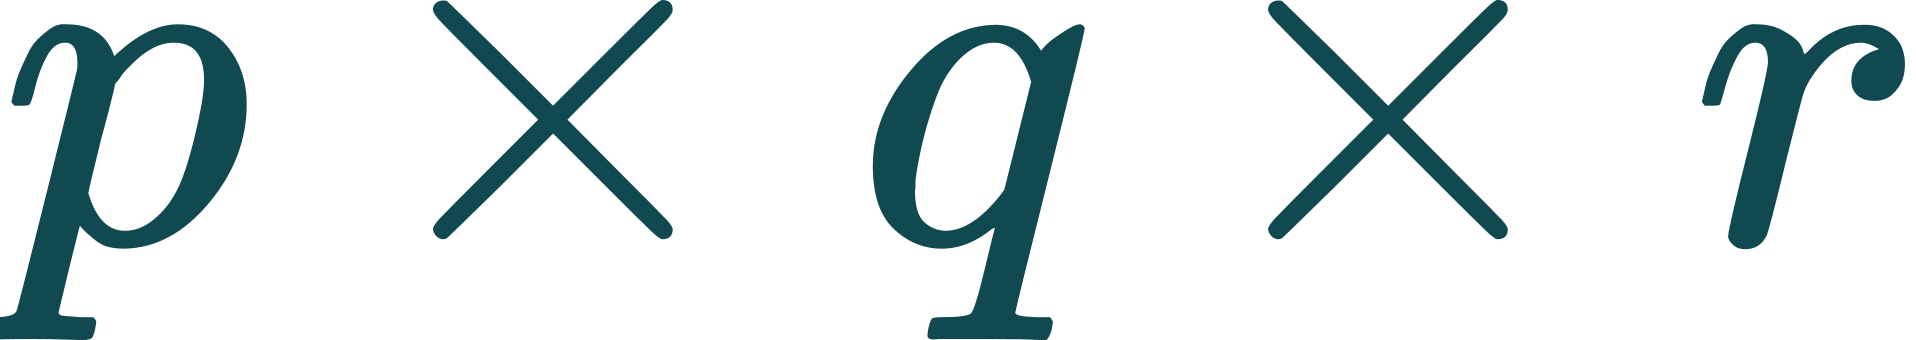 p × q × r